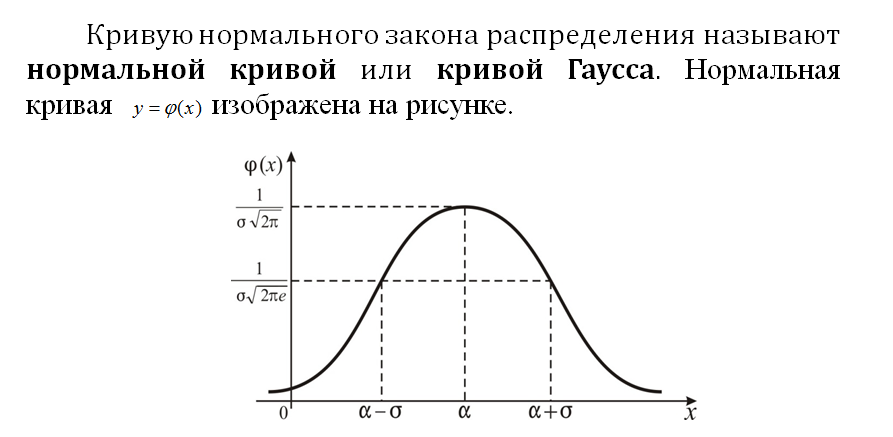 Кривую нормального закона распределения называют
нормальной кривой или кривой Гаусса. Нормальная
кривая y = φ(x) изображена на рисунке.
φ(x)
1
σ√2π
1
σ√2πe
0 α−σ α α+σ x